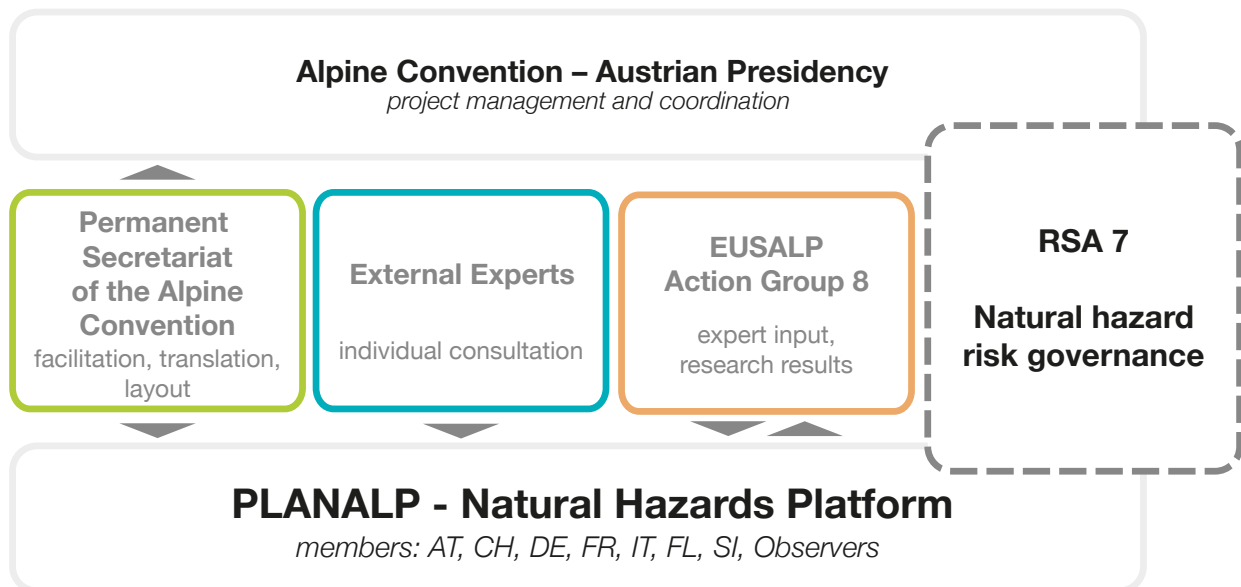 Alpine Convention – Austrian Presidency
project management and coordination
Permanent
Secretariat
of the Alpine
Convention
facilitation, translation,
layout
External Experts
individual consultation
EUSALP
Action Group 8
expert input,
research results
RSA 7
Natural hazard
risk governance
PLANALP - Natural Hazards Platform
members: AT, CH, DE, FR, IT, FL, SI, Observers